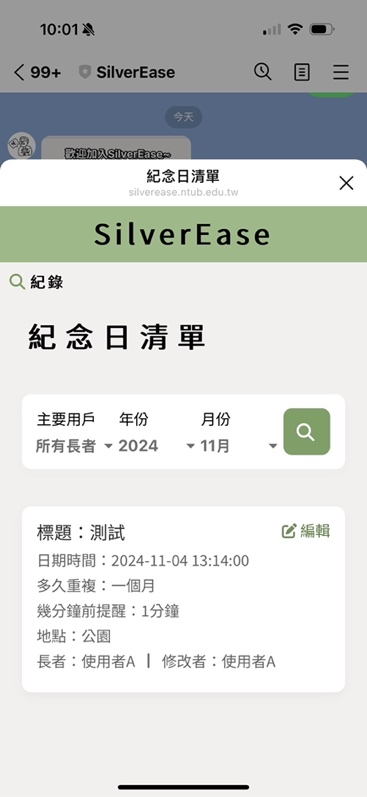 10:01
99+ SilverEase
今天
歡迎加入SilverEase~
紀念日清單
silverease.ntub.edu.tw
SilverEase
紀錄
紀念日清單
主要用戶 年份 月份
所有長者 2024 11月
標題：測試 編輯
日期時間：2024-11-04 13:14:00
多久重複：一個月
幾分鐘前提醒：1分鐘
地點：公園
長者：使用者A | 修改者：使用者A